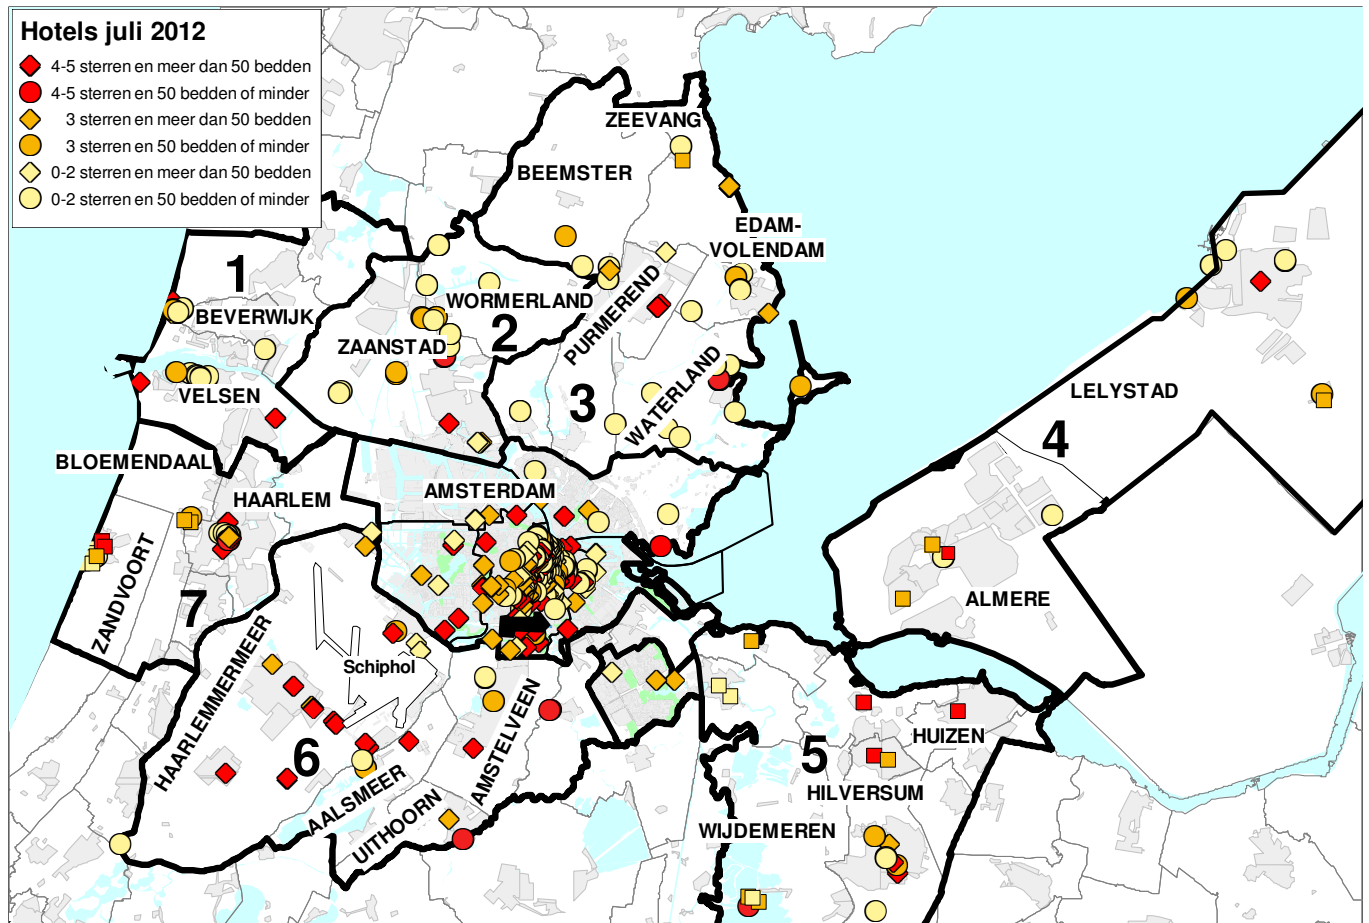 Hotels juli 2012
4-5 sterren en meer dan 50 bedden
4-5 sterren en 50 bedden of minder
3 sterren en meer dan 50 bedden
3 sterren en 50 bedden of minder
0-2 sterren en meer dan 50 bedden
0-2 sterren en 50 bedden of minder
ZEEVANG
BEEMSTER
EDAM-
VOLENDAM
1
BEVERWIJK
WORMERLAND
2
ZAANSTAD
PURMEREND
VELSEN
3
WATERLAND
LELYSTAD
4
BLOEMENDAAL
HAARLEM
AMSTERDAM
ZANDVOORT
7
ALMERE
HAARLEMMERMEER
Schiphol
6
AALSMEER
UITHOORN
AMSTELVEEN
HUIZEN
5
HILVERSUM
WIJDEMEREN